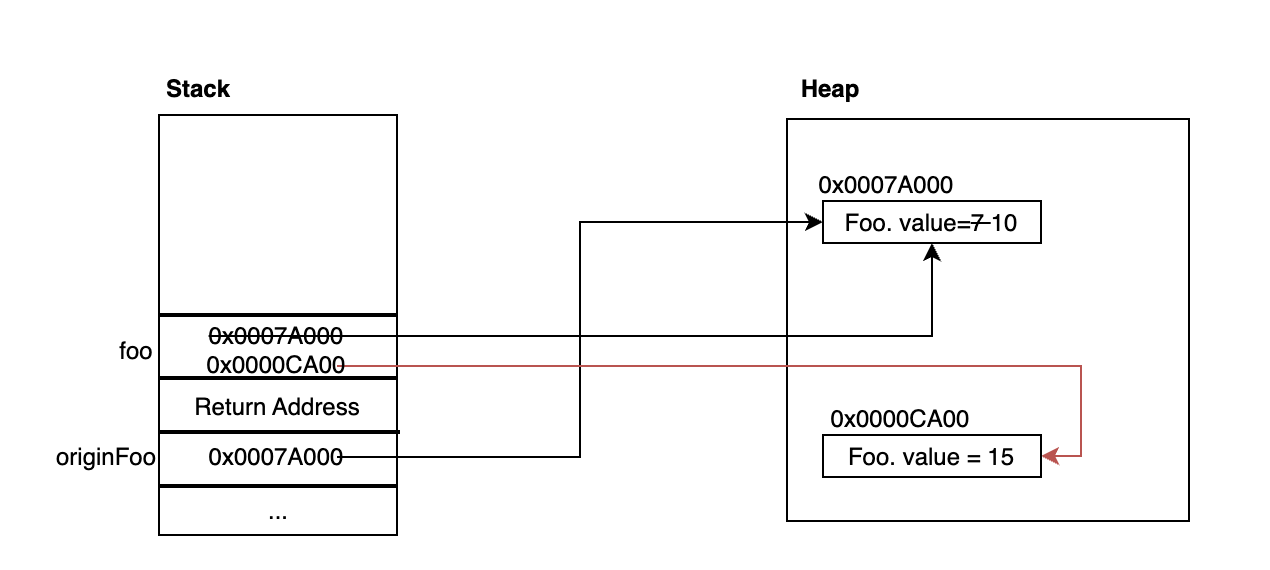 Stack
Heap
0x0007A000
Foo. value=7 10
foo
0x0007A000
0x0000CA00
Return Address
0x0000CA00
originFoo
0x0007A000
Foo. value = 15
...